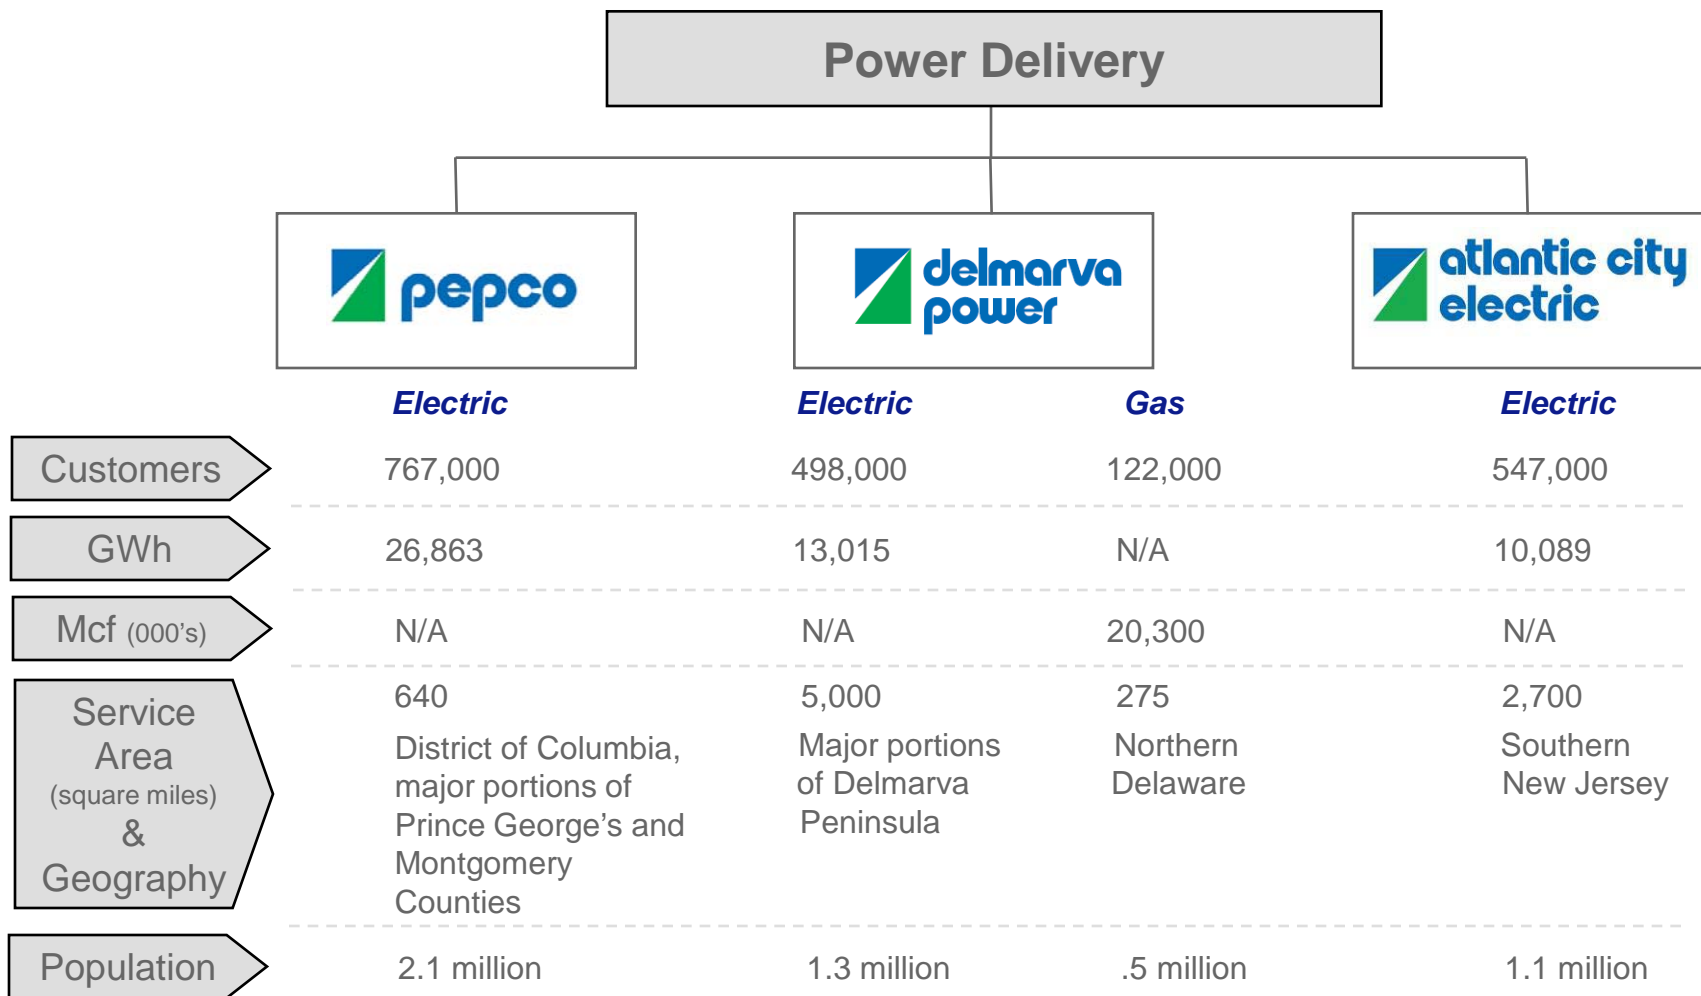 Power Delivery
pepco
delmarva
power
atlantic city
electric
Electric
Electric
Gas
Electric
Customers
767,000
498,000
122,000
547,000
GWh
26,863
13,015
N/A
10,089
Mcf (000's)
N/A
N/A
20,300
N/A
Service
Area
(square miles)
&
Geography
640
District of Columbia,
major portions of
Prince George's and
Montgomery
Counties
5,000
Major portions
of Delmarva
Peninsula
275
Northern
Delaware
2,700
Southern
New Jersey
Population
2.1 million
1.3 million
.5 million
1.1 million